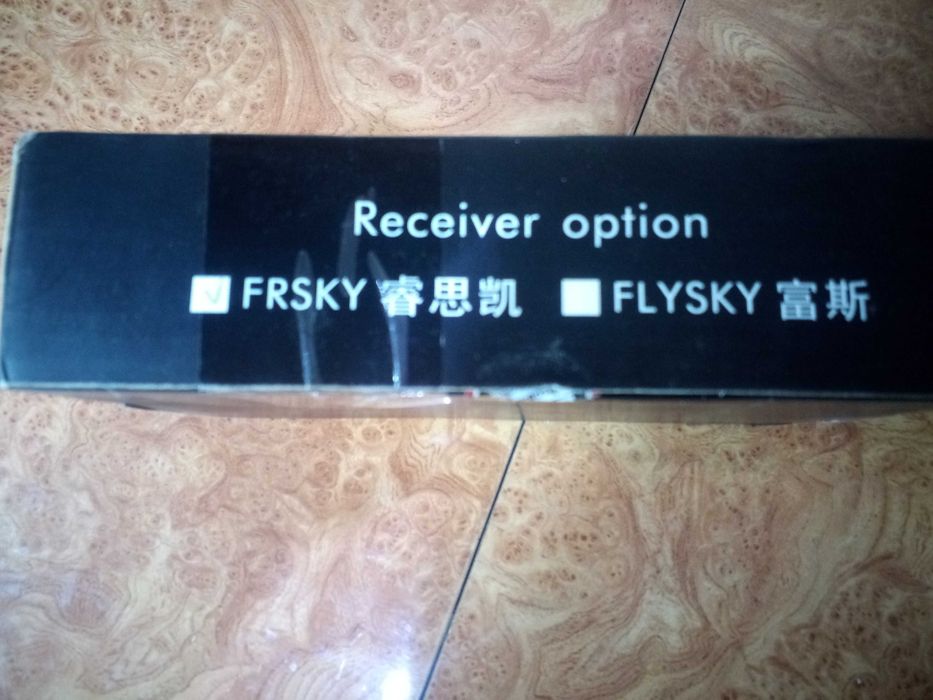 Receiver option
FRSKY 睿思凯 FLYSKY 富斯